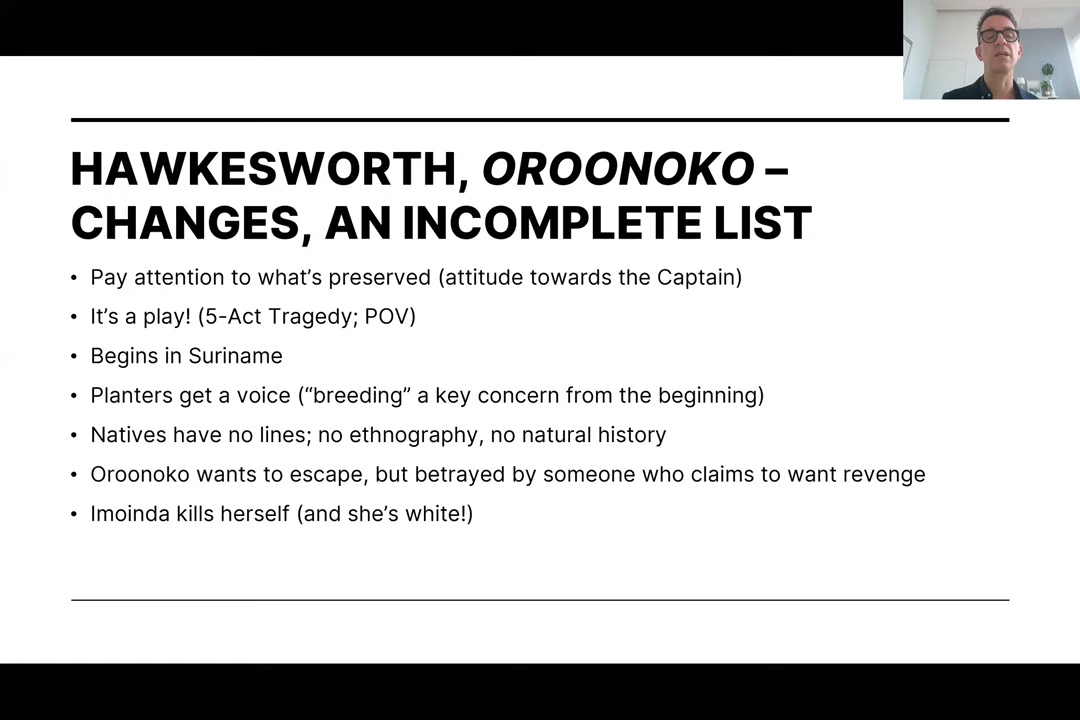 HAWKESWORTH, OROONOKO –
CHANGES, AN INCOMPLETE LIST
• Pay attention to what’s preserved (attitude towards the Captain)
• It’s a play! (5-Act Tragedy; POV)
• Begins in Suriname
• Planters get a voice (“breeding” a key concern from the beginning)
• Natives have no lines; no ethnography, no natural history
• Oroonoko wants to escape, but betrayed by someone who claims to want revenge
• Imoinda kills herself (and she’s white!)